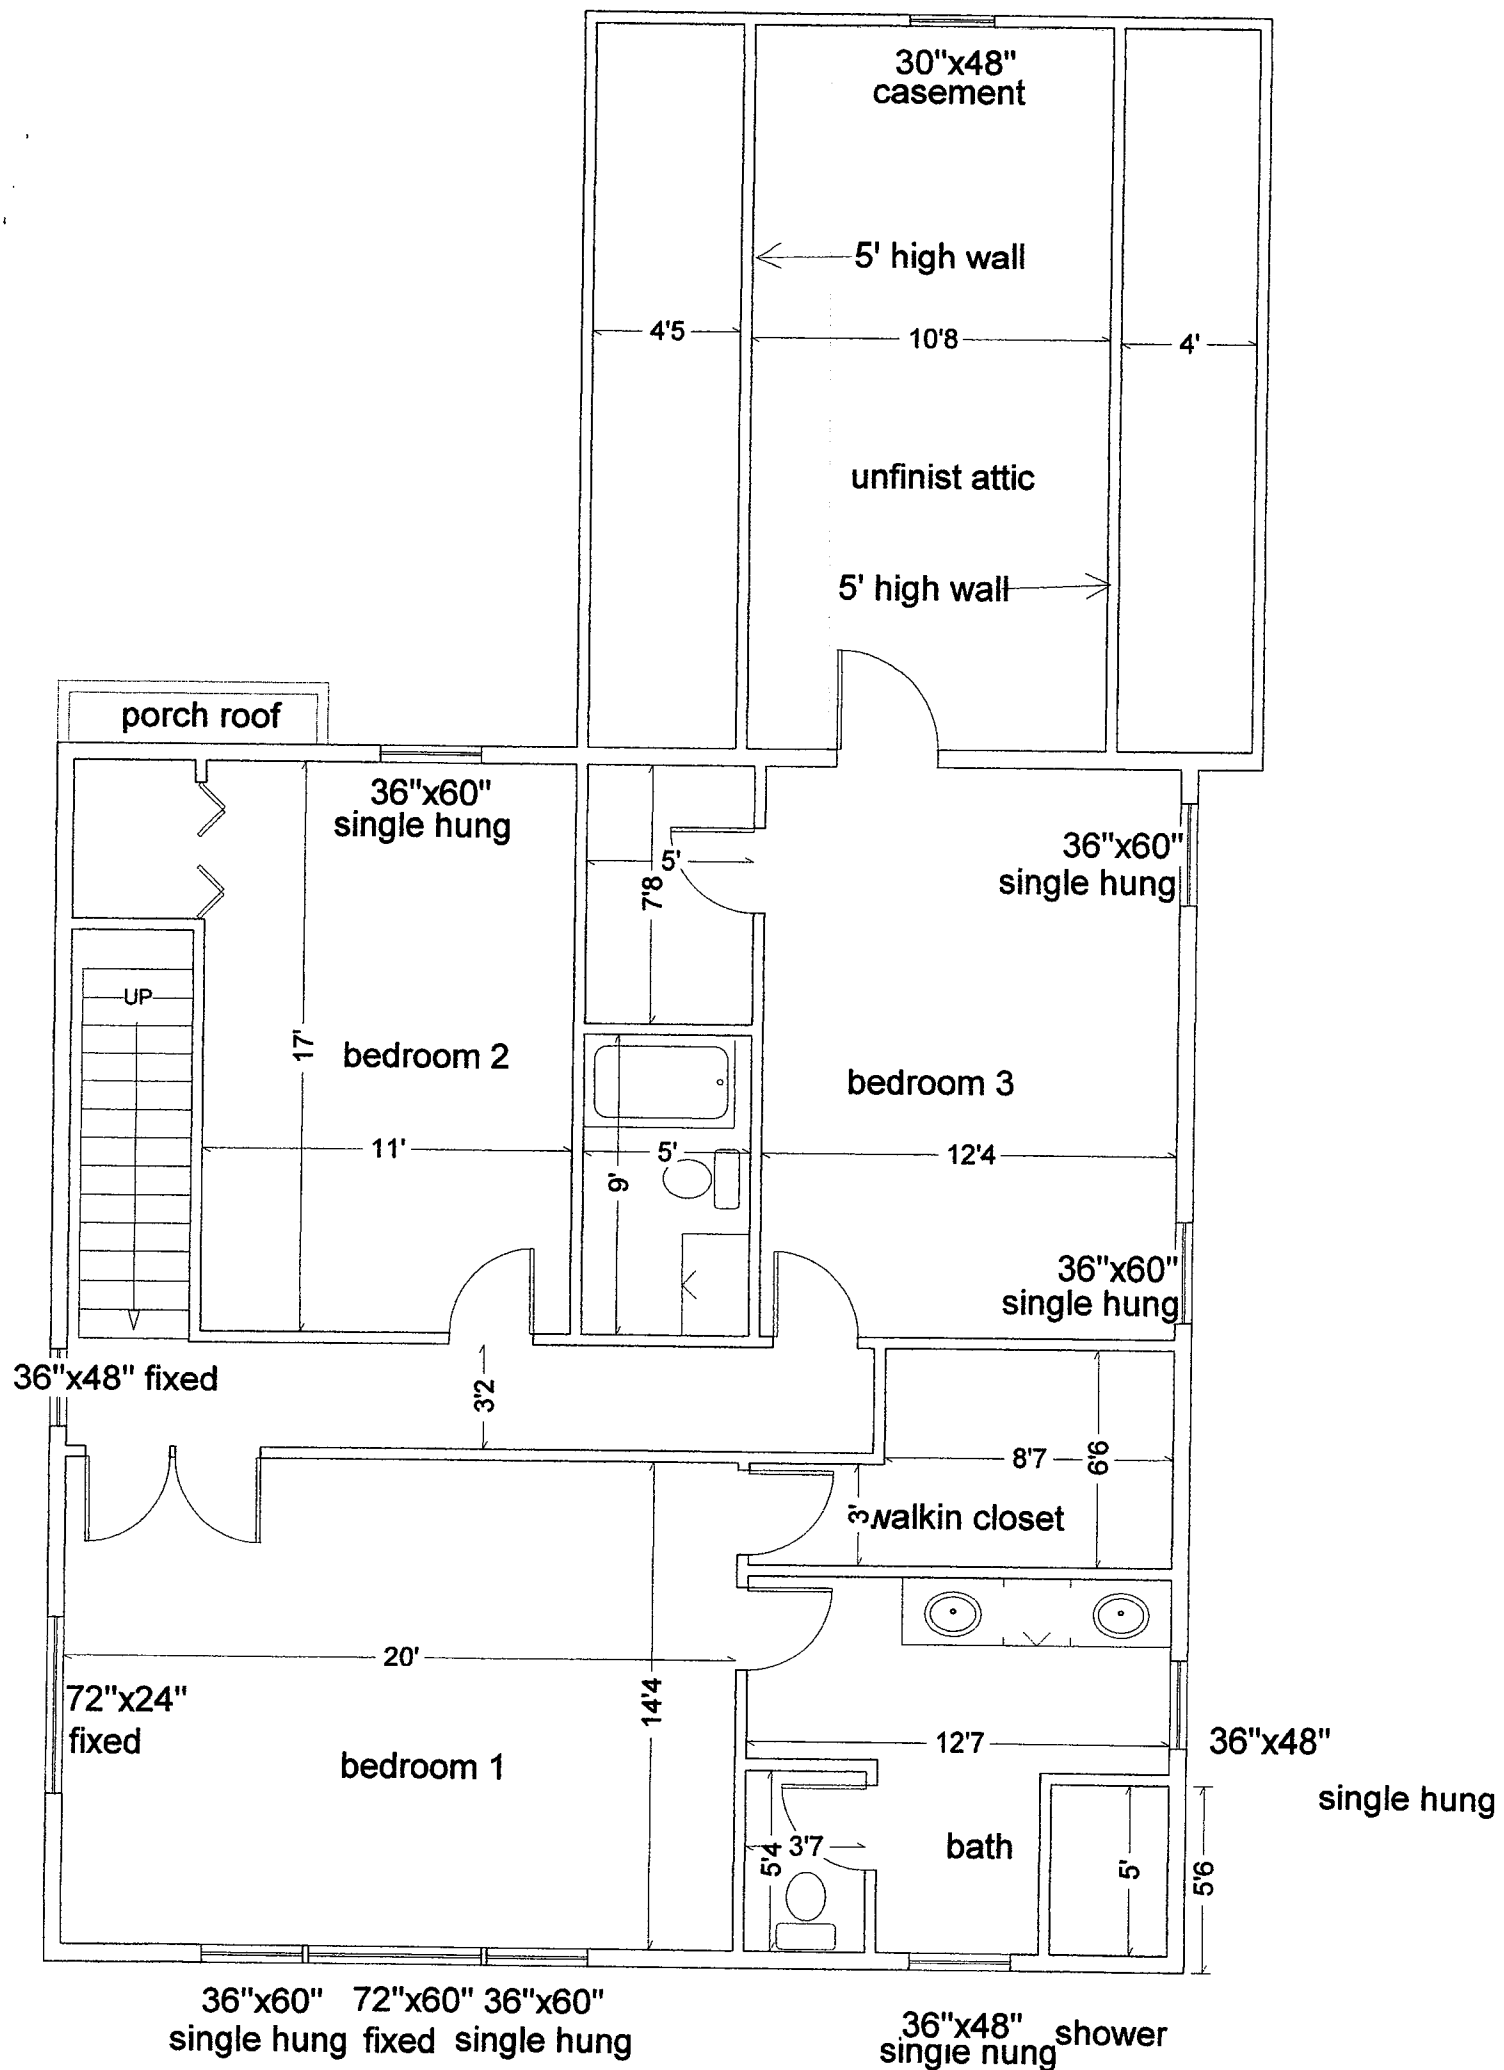 30"x48"
casement
5' high wall
4'5
10'8
4'
unfinist attic
5' high wall
porch roof
36"x60"
single hung
36"x60"
single hung
5'
7'8
UP
17'
bedroom 2
bedroom 3
11'
5'
12'4
9'
36"x60"
single hung
36"x48" fixed
3'2
8'7
6'6
3'
walkin closet
20'
14'4
72"x24"
fixed
12'7
36"x48"
single hung
bedroom 1
bath
3'7
5'4
5'
5'6
36"x60" 72"x60" 36"x60"
single hung fixed single hung
36"x48" shower
single hung